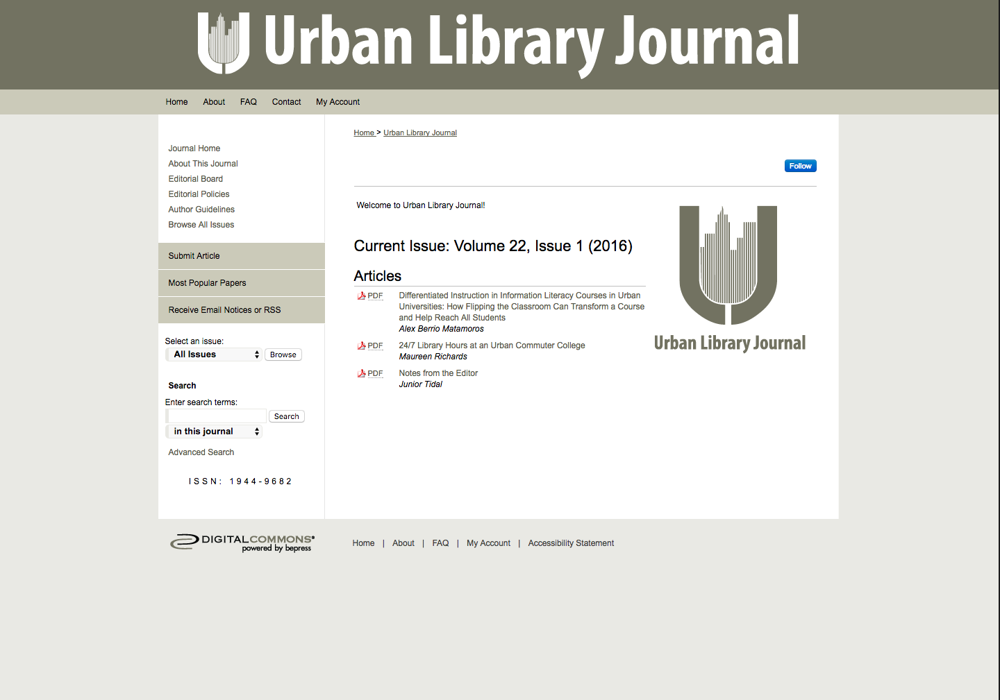 Urban Library Journal
Home About FAQ Contact My Account
Journal Home
About This Journal
Editorial Board
Editorial Policies
Author Guidelines
Browse All Issues
Submit Article
Most Popular Papers
Receive Email Notices or RSS
Select an issue:
All Issues Browse
Search
Enter search terms:
Search
in this journal
Advanced Search
ISSN: 1944-9682
Home > Urban Library Journal
Follow
Welcome to Urban Library Journal!
Current Issue: Volume 22, Issue 1 (2016)
Articles
PDF Differentiated Instruction in Information Literacy Courses in Urban
Universities: How Flipping the Classroom Can Transform a Course
and Help Reach All Students
Alex Berrio Matamoros
PDF 24/7 Library Hours at an Urban Commuter College
Maureen Richards
PDF Notes from the Editor
Junior Tidal
Urban Library Journal
DIGITALCOMMONS®
powered by bepress
Home | About | FAQ | My Account | Accessibility Statement